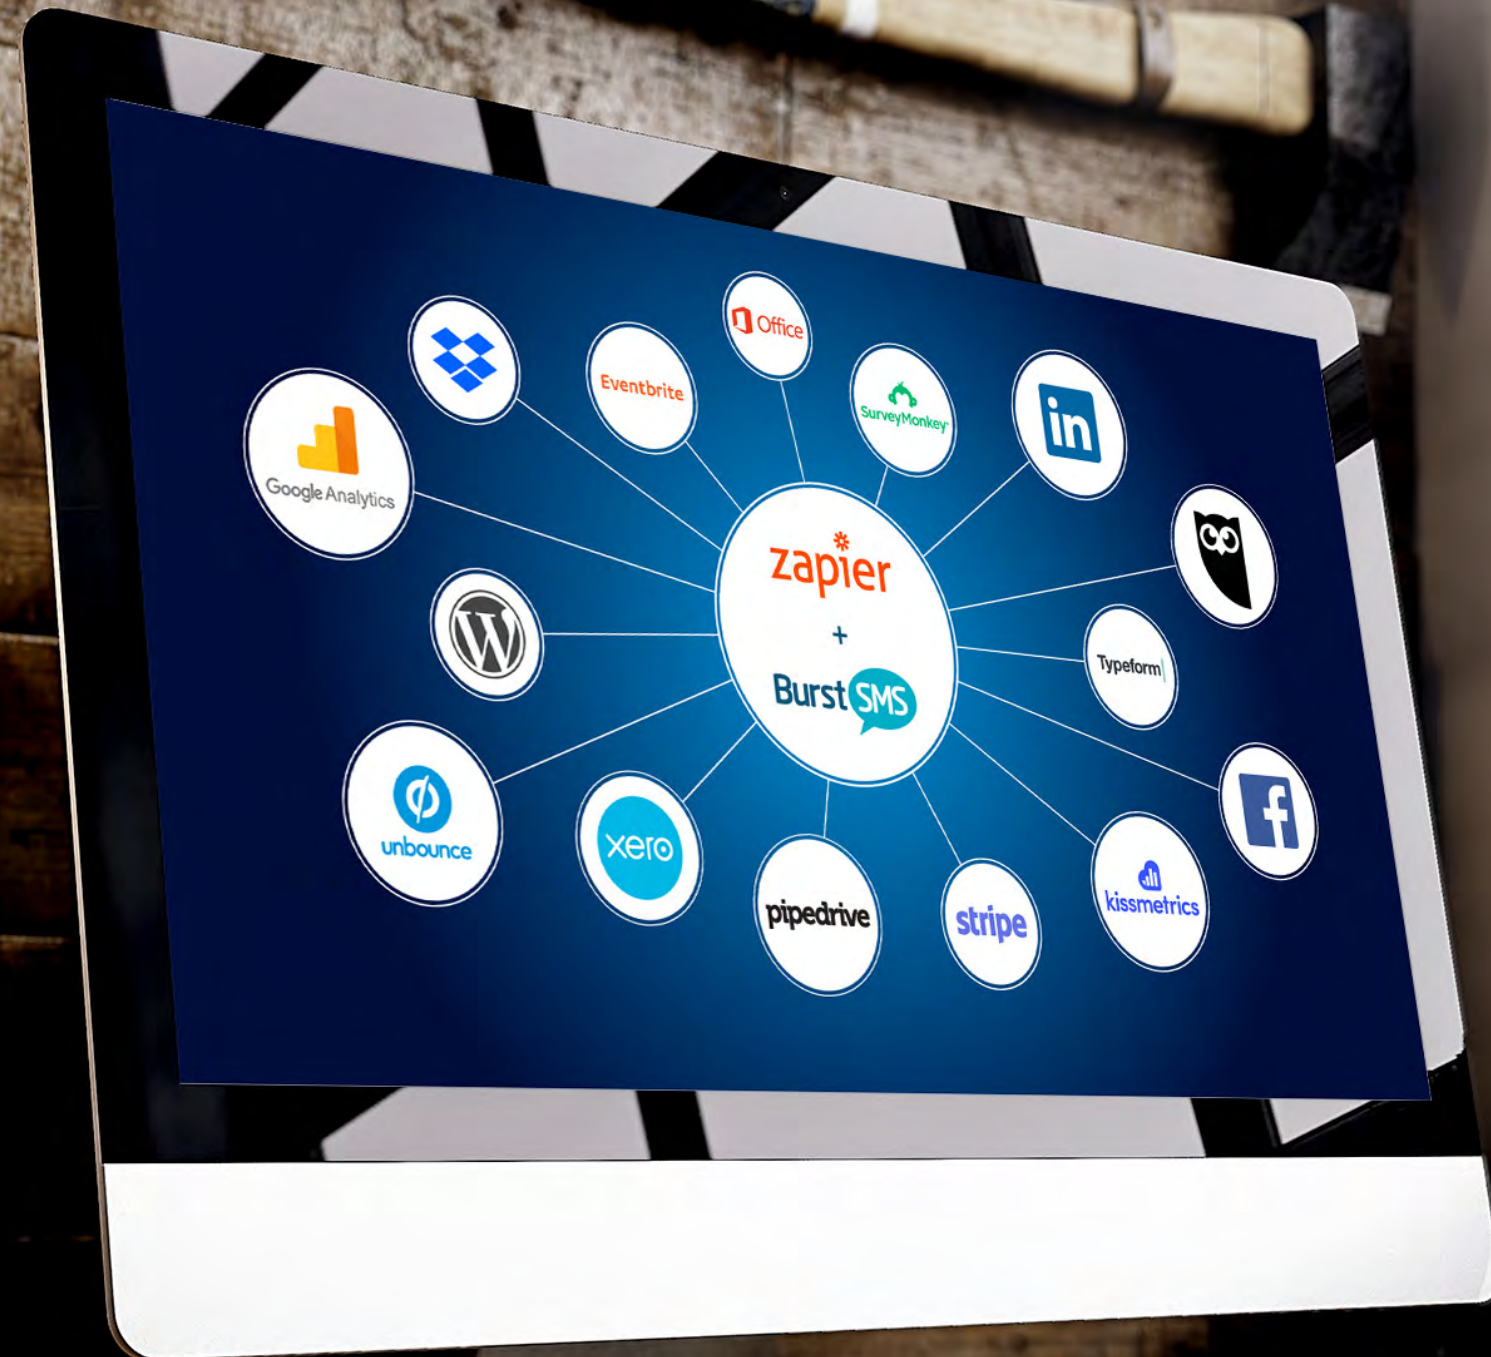 Office
Eventbrite
SurveyMonkey
in
Google Analytics
zapier
+
Burst SMS
W
Typeform
unbounce
xero
pipedrive
stripe
kissmetrics
f